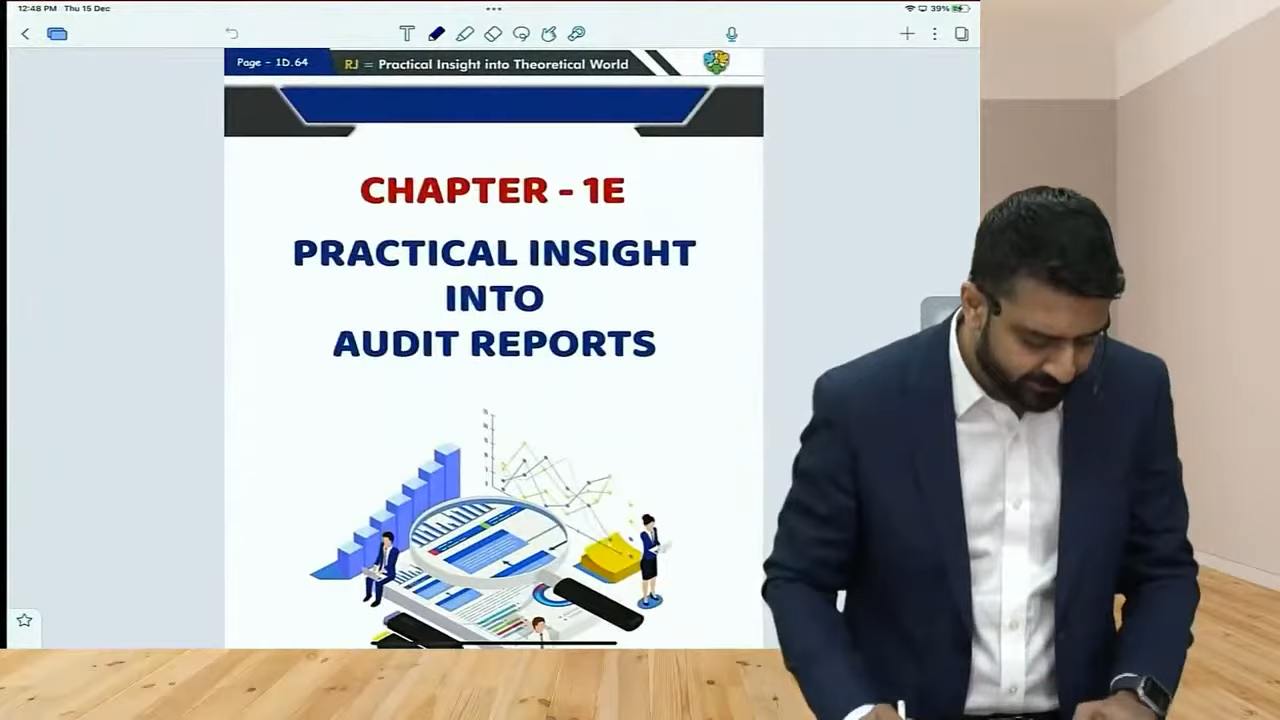 12:48 PM Thu 15 Dec
39%
Page - 1D.64
RJ = Practical Insight into Theoretical World
CHAPTER - 1E
PRACTICAL INSIGHT
INTO
AUDIT REPORTS